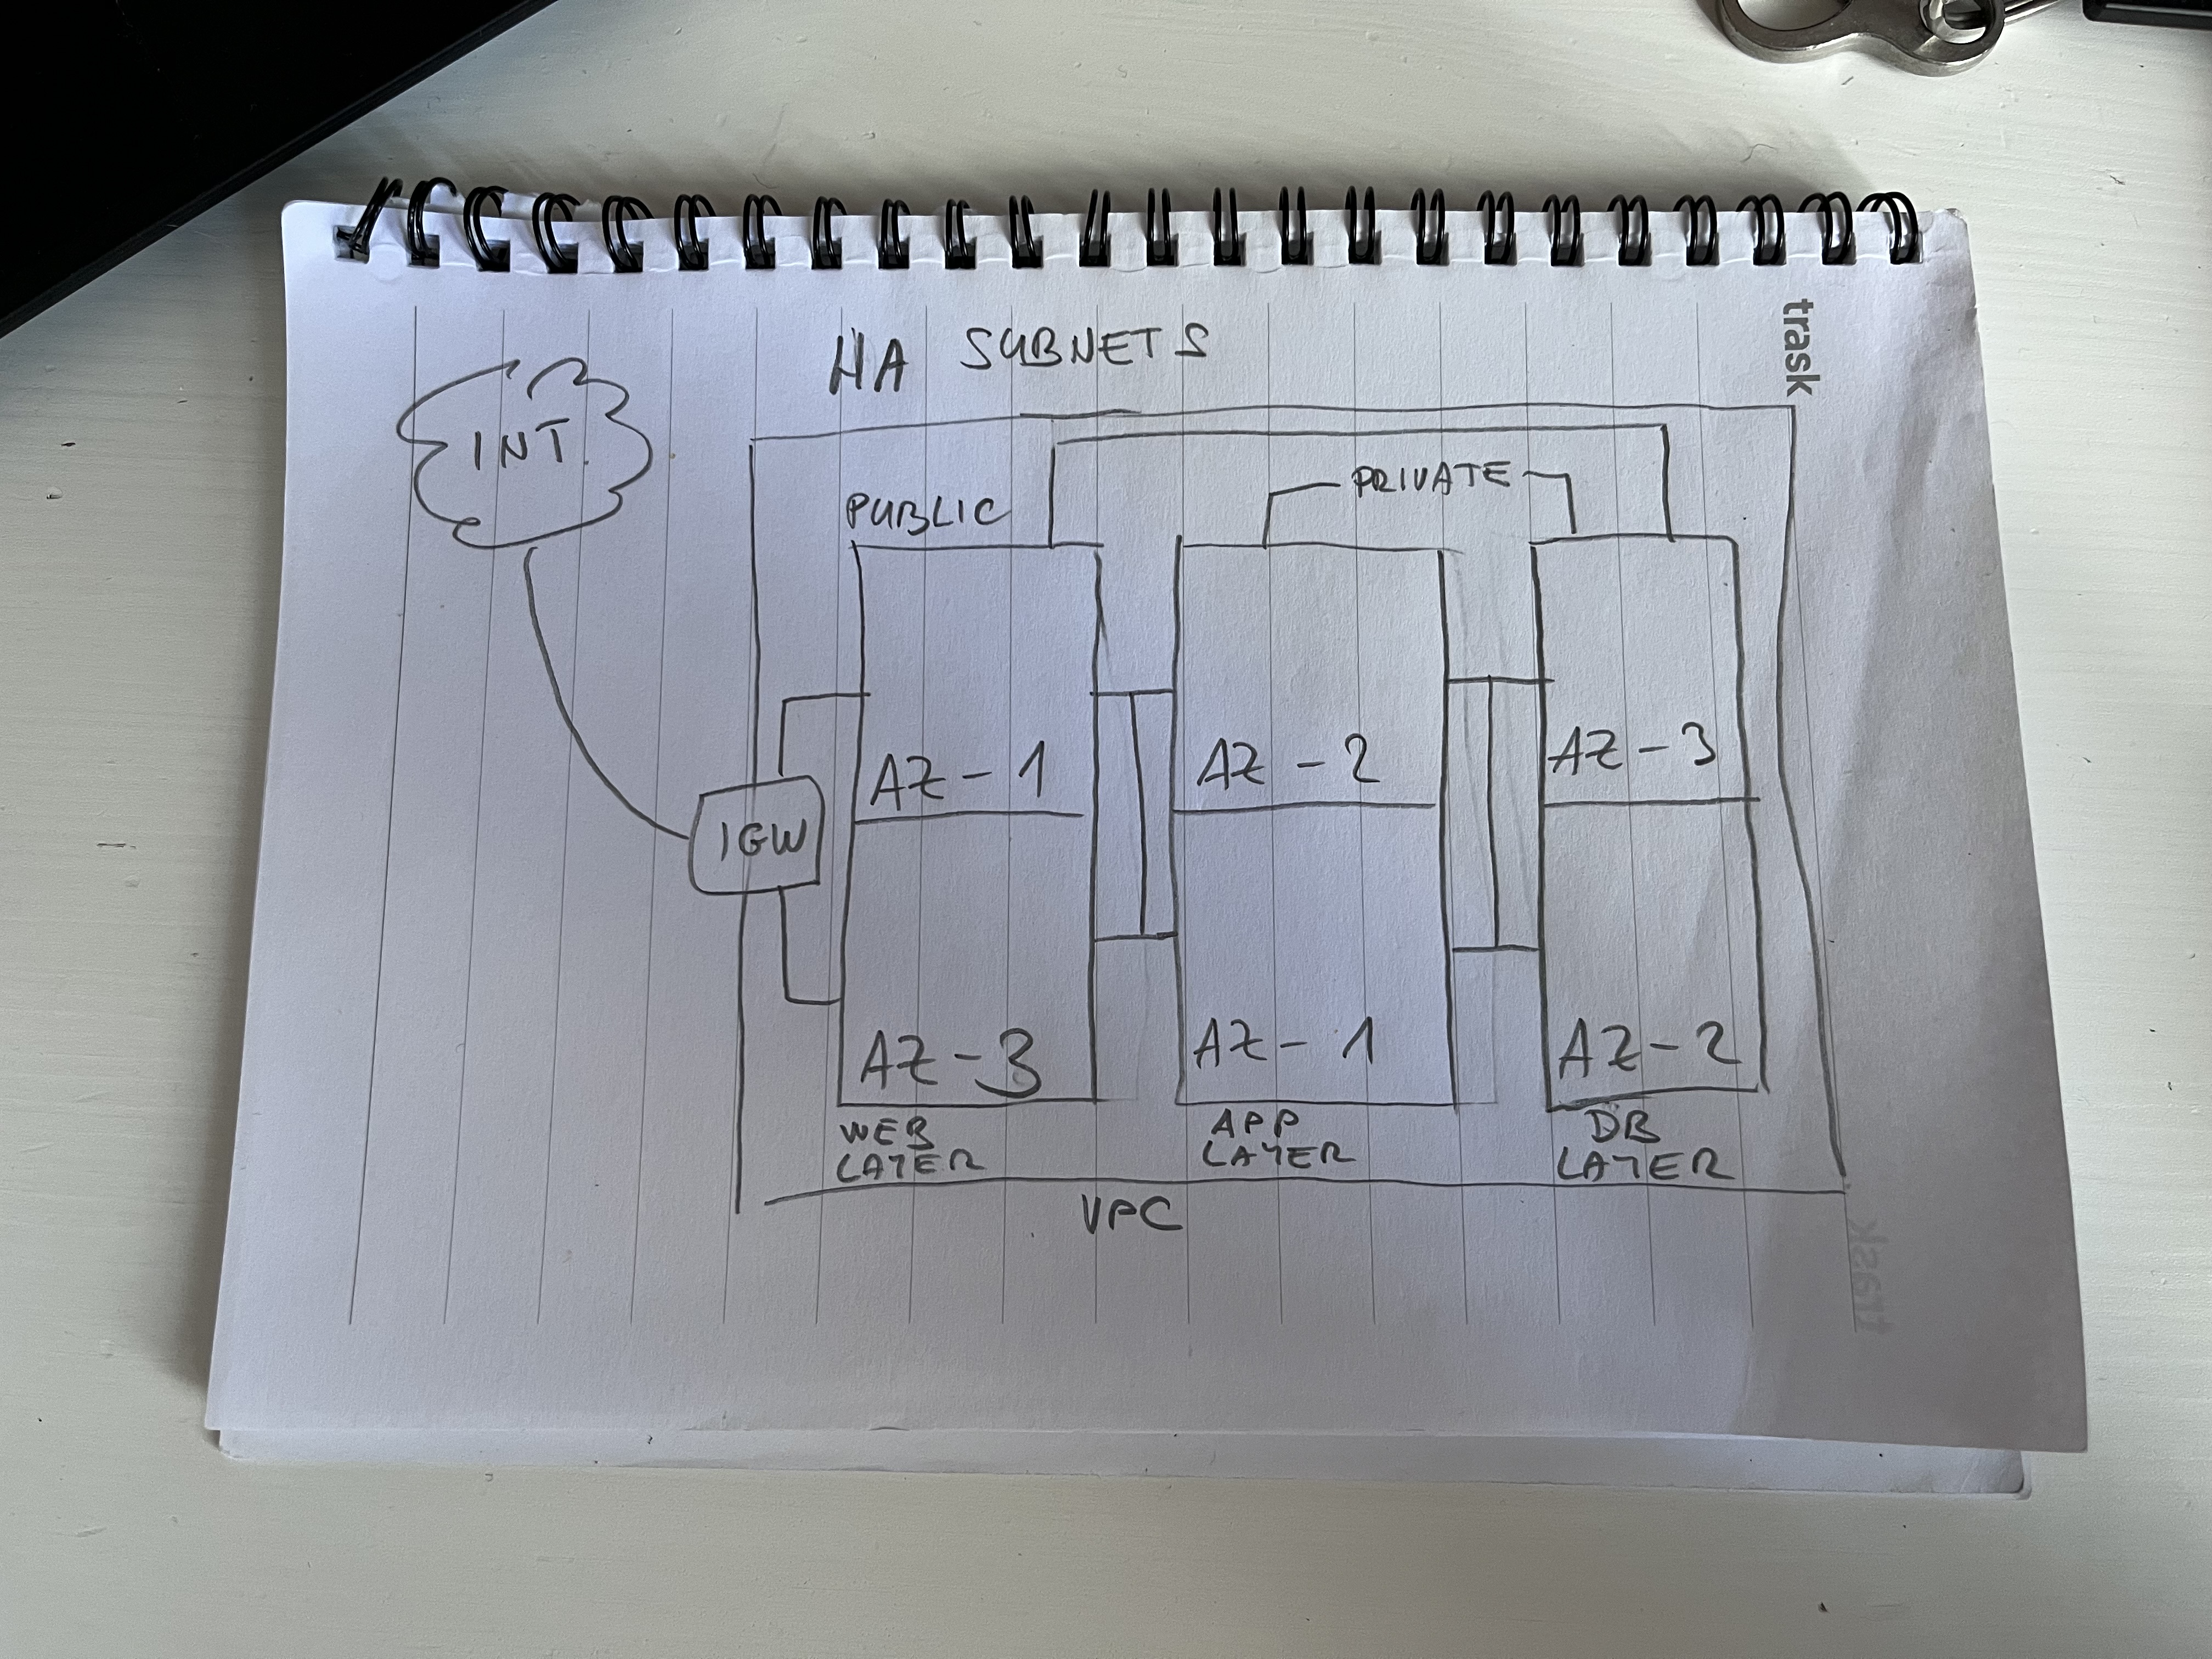 HA SUBNETS
INT.
IGW
PUBLIC
PRIVATE
AZ-1
AZ-2
AZ-3
AZ-3
AZ-1
AZ-2
WEB
LAYER
APP
LAYER
DB
LAYER
VPC
trask
trask